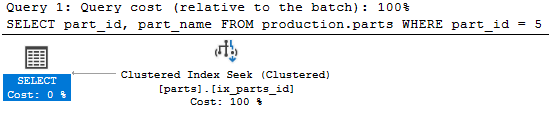 Query 1: Query cost (relative to the batch): 100%
SELECT part_id, part_name FROM production.parts WHERE part_id = 5
SELECT
Cost: 0 %
Clustered Index Seek (Clustered)
[parts].[ix_parts_id]
Cost: 100 %